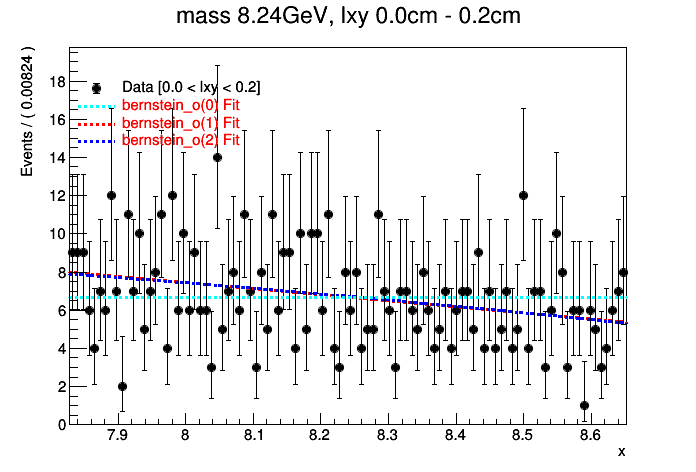 mass 8.24GeV, lxy 0.0cm - 0.2cm
Events / ( 0.00824 )
Data [0.0 < lxy < 0.2]
bernstein_o(0) Fit
bernstein_o(1) Fit
bernstein_o(2) Fit
18
16
14
12
10
8
6
4
2
0
7.9 8 8.1 8.2 8.3 8.4 8.5 8.6
x